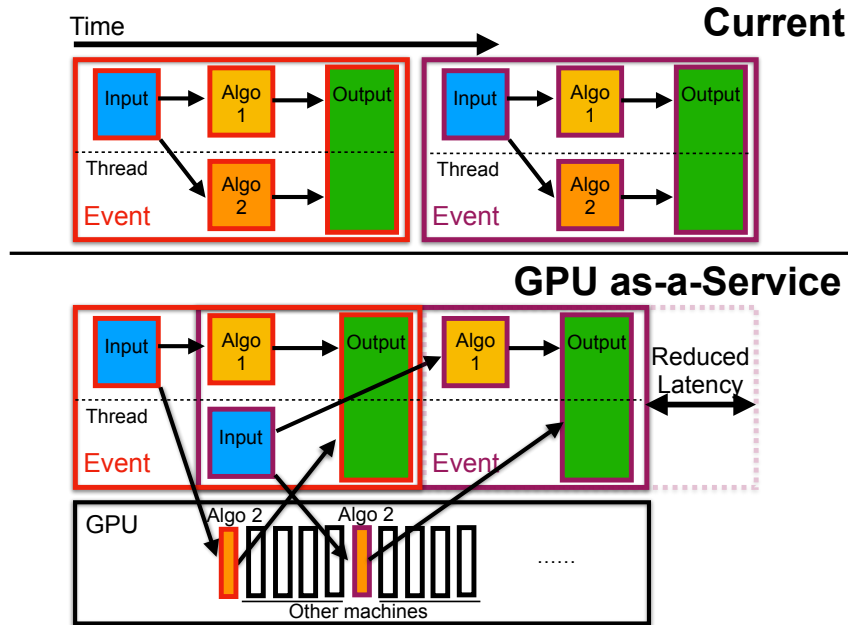 Current
Time
Input
Algo
1
Output
Thread
Algo
2
Event
Input
Algo
1
Output
Thread
Algo
2
Event
GPU as-a-Service
Input
Algo
1
Output
Algo
1
Output
Reduced
Latency
Thread
Input
Event
Event
GPU
Algo 2
Algo 2
......
Other machines